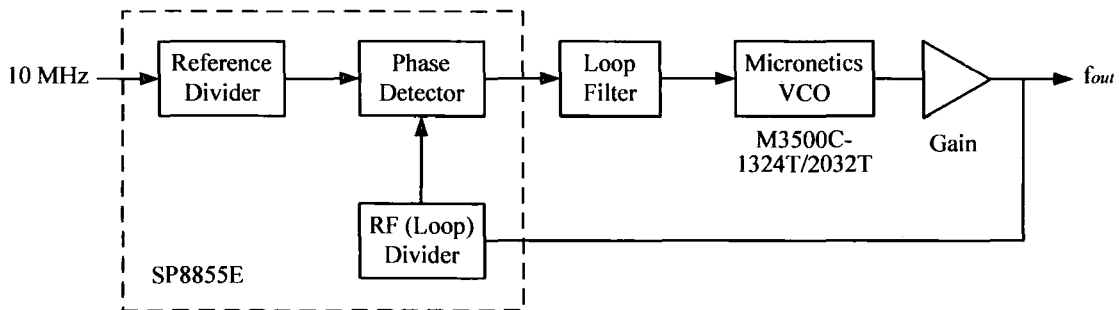 10 MHz
Reference
Divider
Phase
Detector
Loop
Filter
Micronetics
VCO
M3500C-
1324T/2032T
Gain
fout
RF (Loop)
Divider
SP8855E